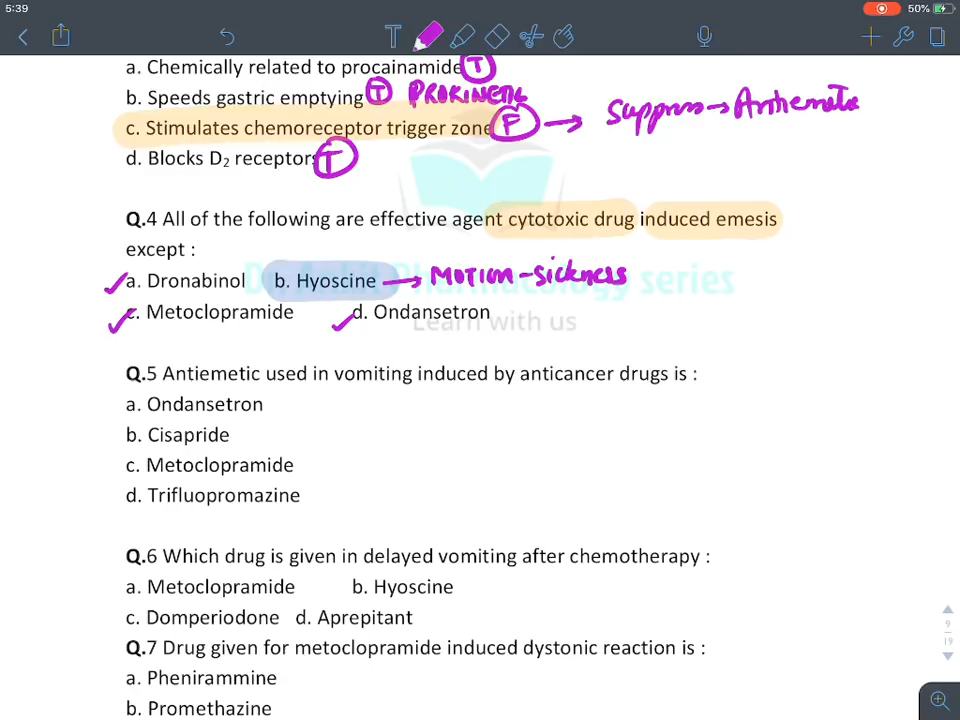 5:39
50%
a. Chemically related to procainamide T
b. Speeds gastric emptying T PROKINETIC
c. Stimulates chemoreceptor trigger zone F → Suppress → Antiemetic
d. Blocks D2 receptors T
Q.4 All of the following are effective agent cytotoxic drug induced emesis
except :
a. Dronabinol b. Hyoscine → MOTION-SICKNESS
c. Metoclopramide d. Ondansetron
Learn with us
Q.5 Antiemetic used in vomiting induced by anticancer drugs is :
a. Ondansetron
b. Cisapride
c. Metoclopramide
d. Trifluopromazine
Q.6 Which drug is given in delayed vomiting after chemotherapy :
a. Metoclopramide b. Hyoscine
c. Domperiodone d. Aprepitant
Q.7 Drug given for metoclopramide induced dystonic reaction is :
a. Phenirammine
b. Promethazine
9
19